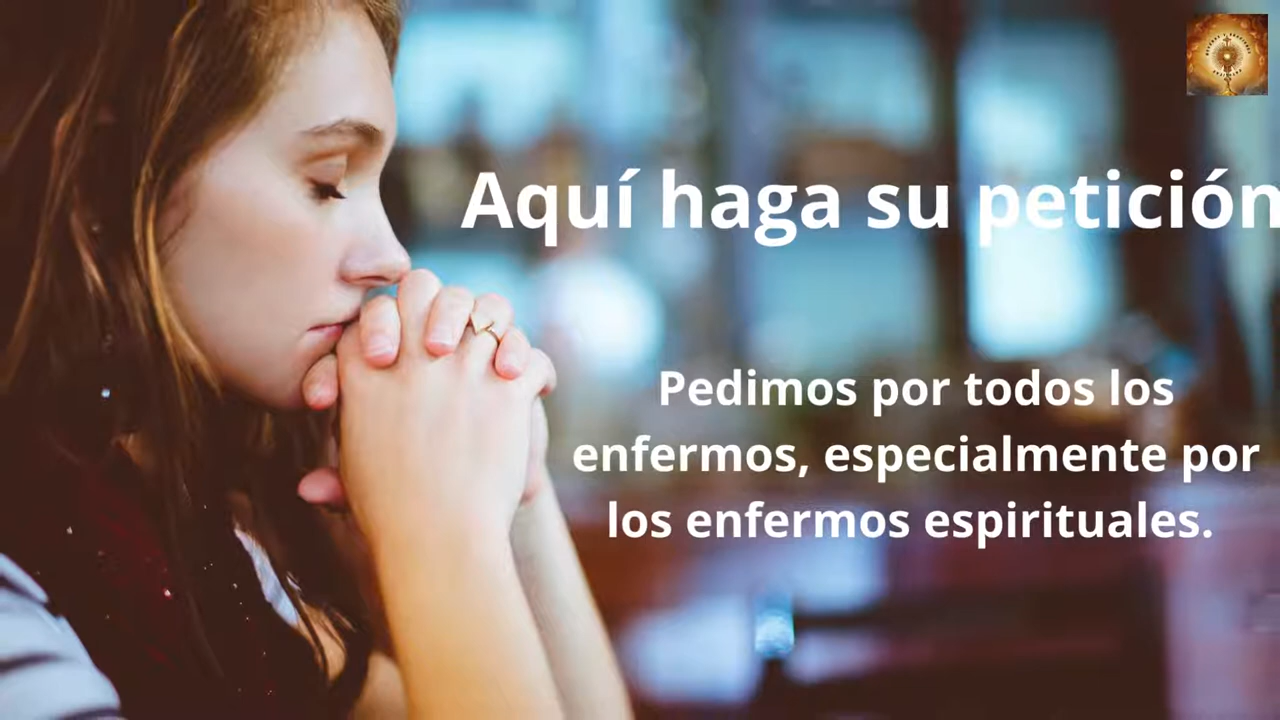 Aquí haga su petición
Pedimos por todos los
enfermos, especialmente por
los enfermos espirituales.